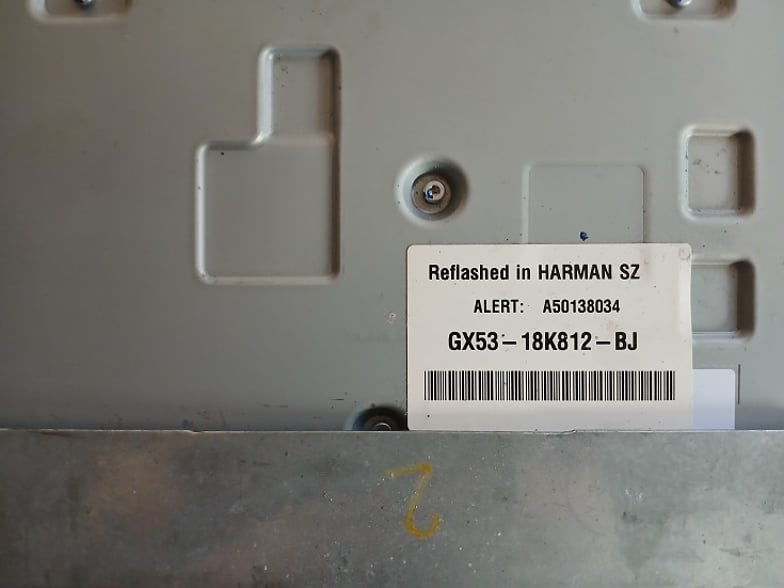 Reflashed in HARMAN SZ
ALERT: A50138034
GX53-18K812-BJ
2